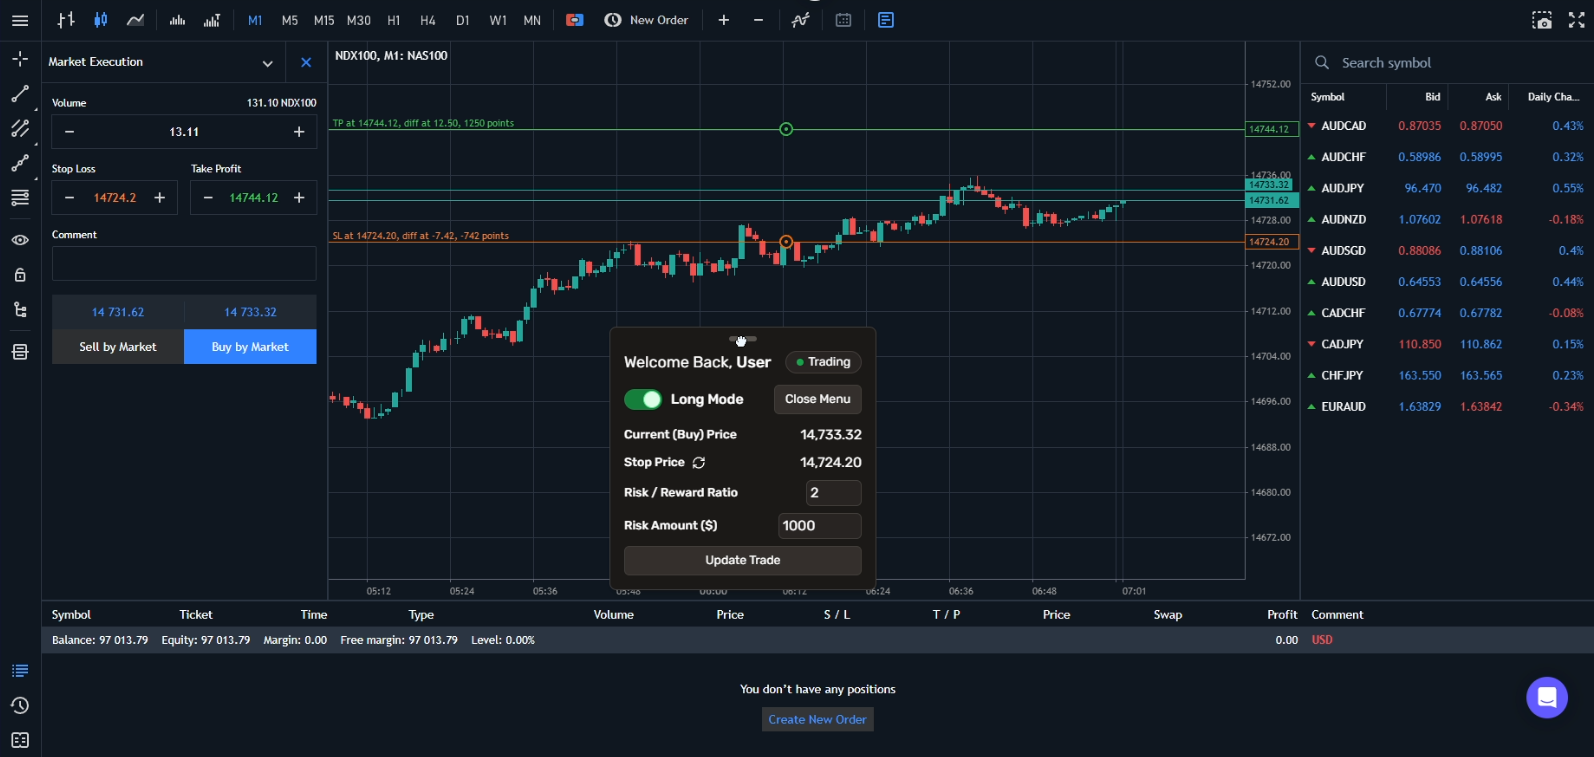 M1 M5 M15 M30 H1 H4 D1 W1 MN New Order
Market Execution
Volume 131.10 NDX100
− 13.11 +
Stop Loss Take Profit
− 14724.2 + − 14744.12 +
Comment
14 731.62 14 733.32
Sell by Market Buy by Market
NDX100, M1: NAS100
TP at 14744.12, diff at 12.50, 1250 points
SL at 14724.20, diff at -7.42, -742 points
14752.00
14744.12
14736.00
14733.32
14731.62
14728.00
14724.20
14720.00
14712.00
14704.00
14696.00
14688.00
14680.00
14672.00
05:12 05:24 05:36 05:48 06:00 06:12 06:24 06:36 06:48 07:01
Welcome Back, User Trading
Long Mode Close Menu
Current (Buy) Price 14,733.32
Stop Price 14,724.20
Risk / Reward Ratio 2
Risk Amount ($) 1000
Update Trade
Search symbol
Symbol Bid Ask Daily Cha...
AUDCAD 0.87035 0.87050 0.43%
AUDCHF 0.58986 0.58995 0.32%
AUDJPY 96.470 96.482 0.55%
AUDNZD 1.07602 1.07618 -0.18%
AUDSGD 0.88086 0.88106 0.4%
AUDUSD 0.64553 0.64556 0.44%
CADCHF 0.67774 0.67782 -0.08%
CADJPY 110.850 110.862 0.15%
CHFJPY 163.550 163.565 0.23%
EURAUD 1.63829 1.63842 -0.34%
Symbol Ticket Time Type Volume Price S / L T / P Price Swap Profit Comment
Balance: 97 013.79 Equity: 97 013.79 Margin: 0.00 Free margin: 97 013.79 Level: 0.00% 0.00 USD
You don't have any positions
Create New Order